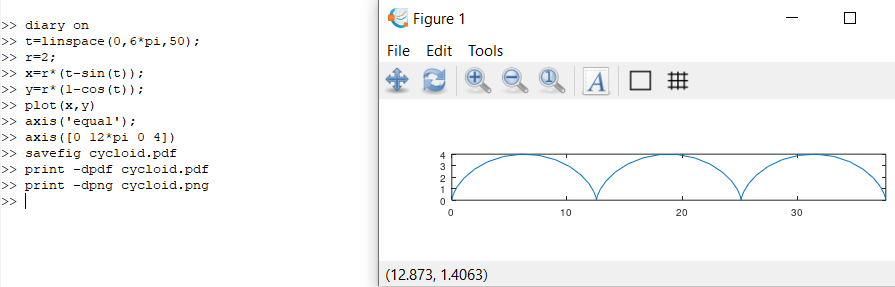 >> diary on
>> t=linspace(0,6*pi,50);
>> r=2;
>> x=r*(t-sin(t));
>> y=r*(1-cos(t));
>> plot(x,y)
>> axis('equal');
>> axis([0 12*pi 0 4])
>> savefig cycloid.pdf
>> print -dpdf cycloid.pdf
>> print -dpng cycloid.png
>>
Figure 1
File Edit Tools
1 A
4
3
2
1
0
0 10 20 30
(12.873, 1.4063)